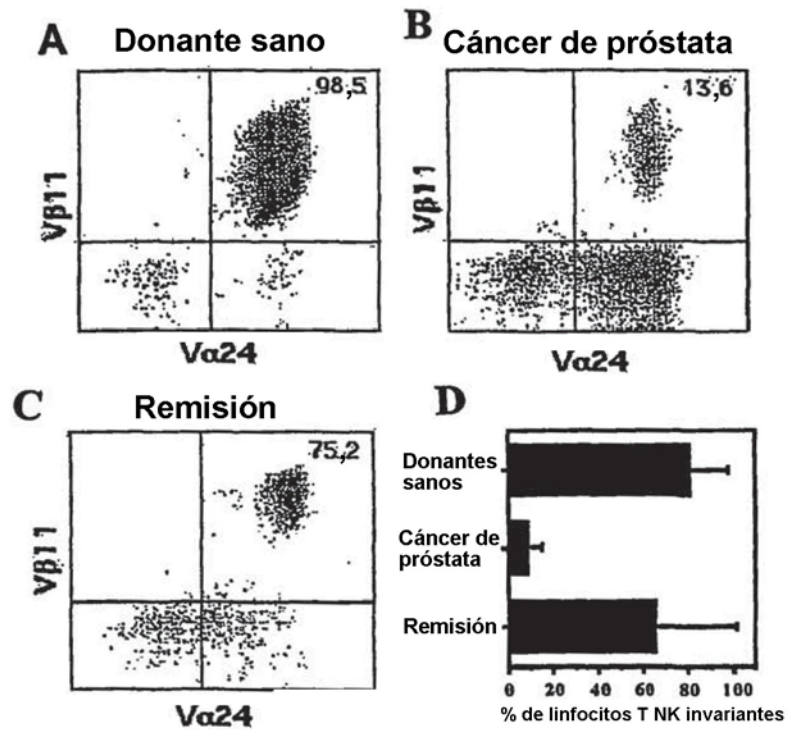 A
Donante sano
98,5
Vβ11
Vα24
B
Cáncer de próstata
13,6
Vβ11
Vα24
C
Remisión
75,2
Vβ11
Vα24
D
Donantes
sanos
Cáncer de
próstata
Remisión
0 20 40 60 80 100
% de linfocitos T NK invariantes